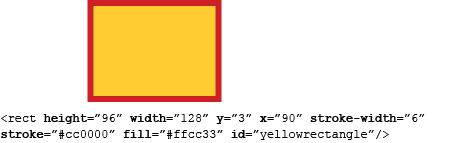 <rect height=”96” width=”128” y=”3” x=”90” stroke-width=”6”
stroke=”#cc0000” fill=”#ffcc33” id=”yellowrectangle”/>